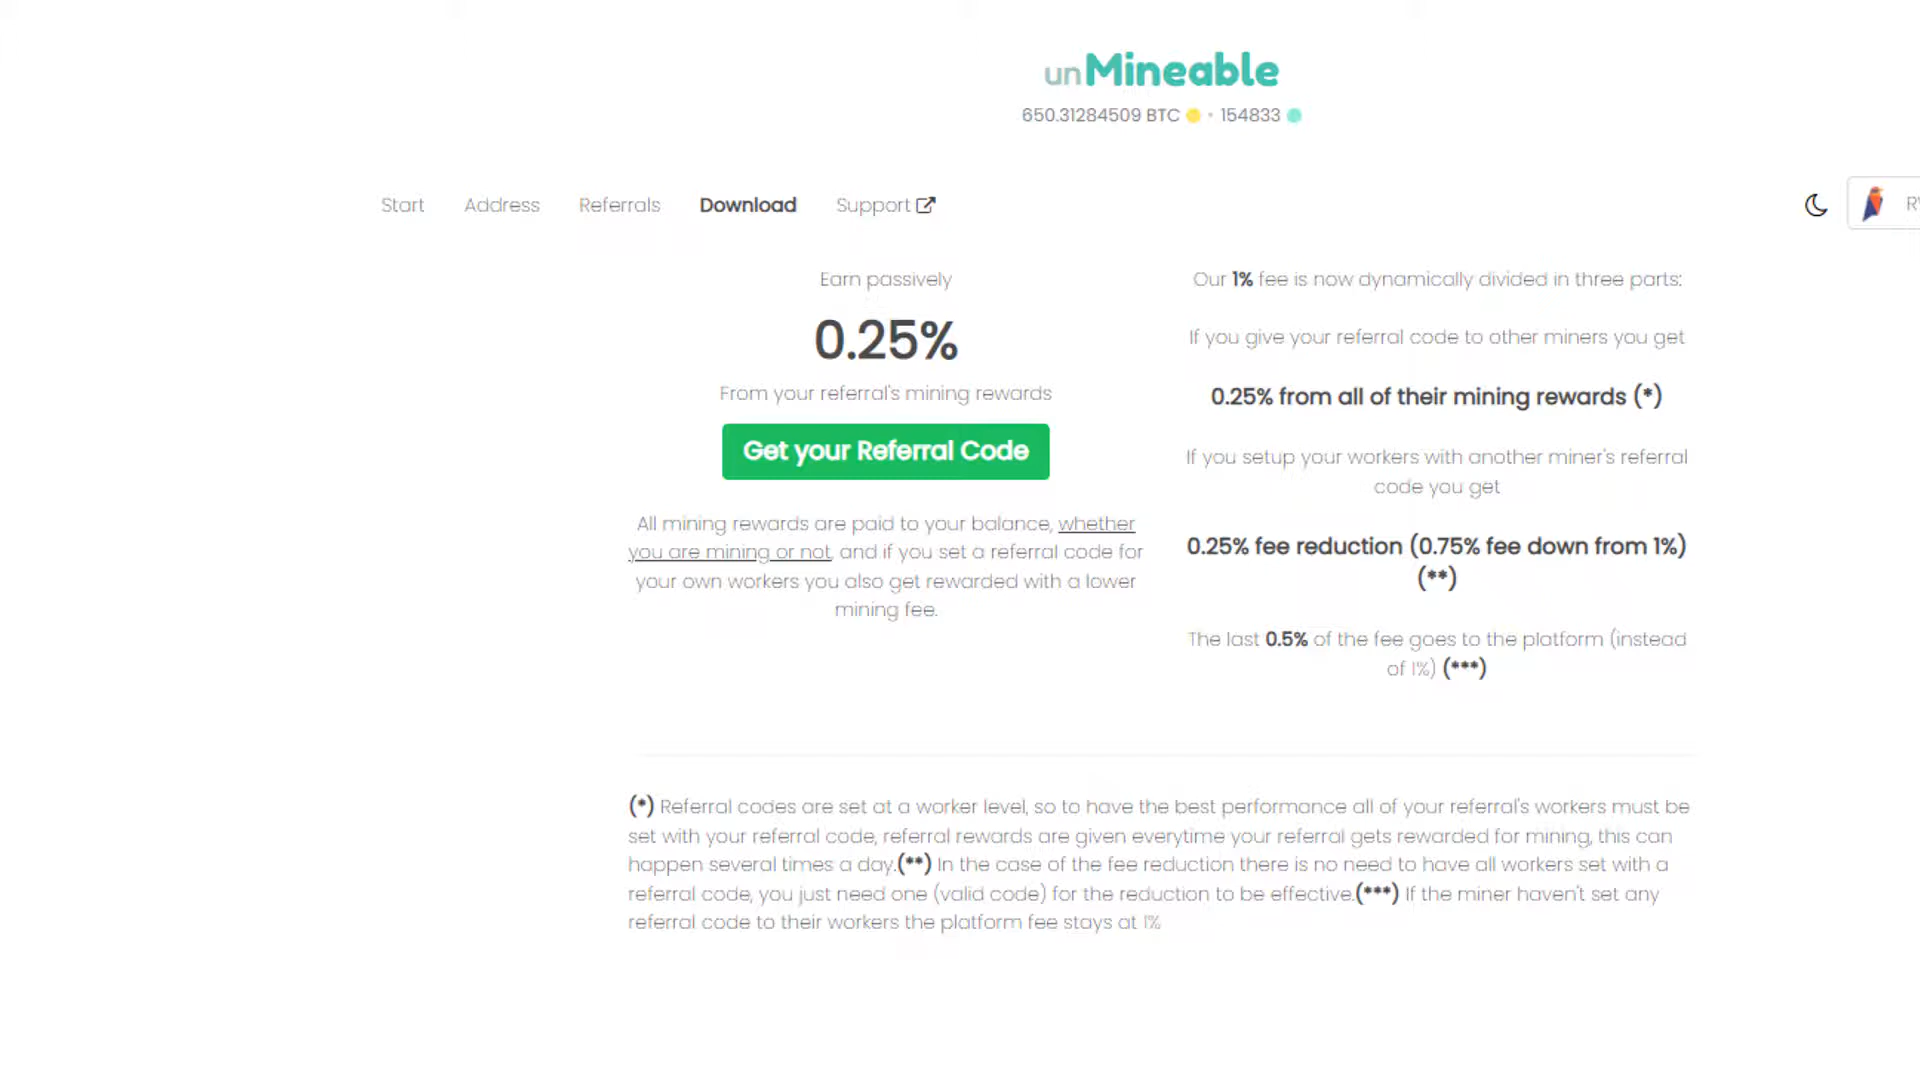 unMineable
650.31284509 BTC • 154833
Start Address Referrals Download Support
Earn passively
0.25%
From your referral's mining rewards
Get your Referral Code
All mining rewards are paid to your balance, whether
you are mining or not, and if you set a referral code for
your own workers you also get rewarded with a lower
mining fee.
Our 1% fee is now dynamically divided in three parts:
If you give your referral code to other miners you get
0.25% from all of their mining rewards (*)
If you setup your workers with another miner's referral
code you get
0.25% fee reduction (0.75% fee down from 1%)
(**)
The last 0.5% of the fee goes to the platform (instead
of 1%) (***)
(*) Referral codes are set at a worker level, so to have the best performance all of your referral's workers must be
set with your referral code, referral rewards are given everytime your referral gets rewarded for mining, this can
happen several times a day.(**) In the case of the fee reduction there is no need to have all workers set with a
referral code, you just need one (valid code) for the reduction to be effective.(***) If the miner haven't set any
referral code to their workers the platform fee stays at 1%